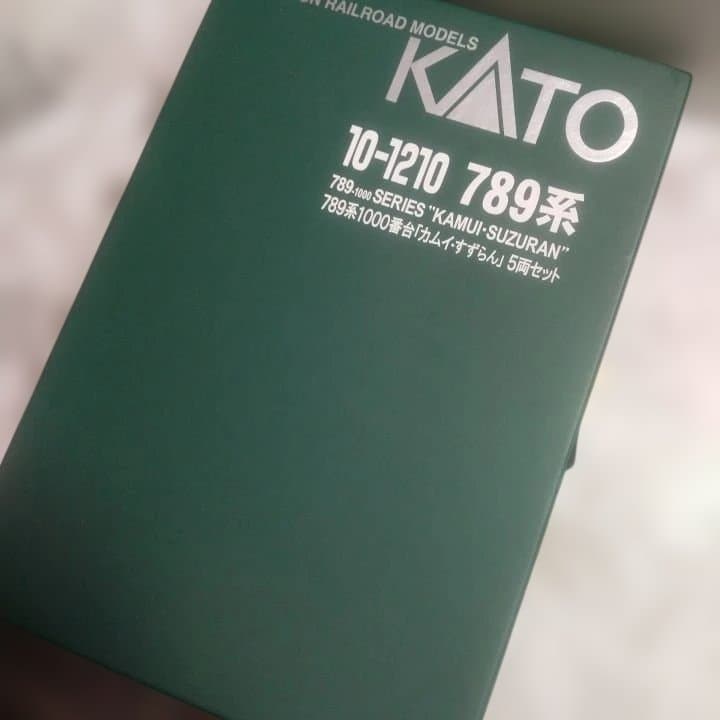 RAILROAD MODELS
KATO
10-1210 789系
789-1000 SERIES "KAMUI·SUZURAN"
789系1000番台「カムイ・すずらん」5両セット